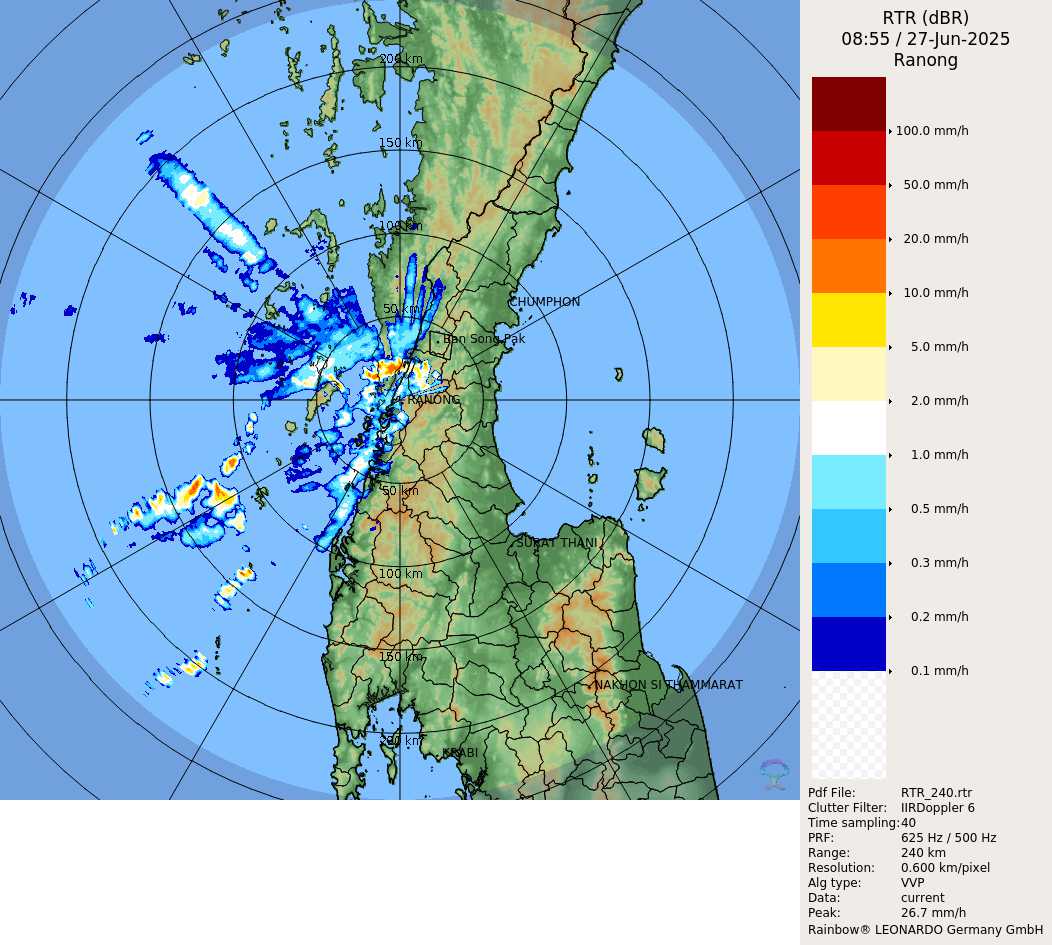 RTR (dBR)
08:55 / 27-Jun-2025
Ranong
100.0 mm/h
50.0 mm/h
20.0 mm/h
10.0 mm/h
5.0 mm/h
2.0 mm/h
1.0 mm/h
0.5 mm/h
0.3 mm/h
0.2 mm/h
0.1 mm/h
200 km
150 km
100 km
50 km
CHUMPHON
Ban Song Pak
RANONG
50 km
SURAT THANI
100 km
150 km
NAKHON SI THAMMARAT
200 km
KRABI
Pdf File: RTR_240.rtr
Clutter Filter: IIRDoppler 6
Time sampling: 40
PRF: 625 Hz / 500 Hz
Range: 240 km
Resolution: 0.600 km/pixel
Alg type: VVP
Data: current
Peak: 26.7 mm/h
Rainbow® LEONARDO Germany GmbH